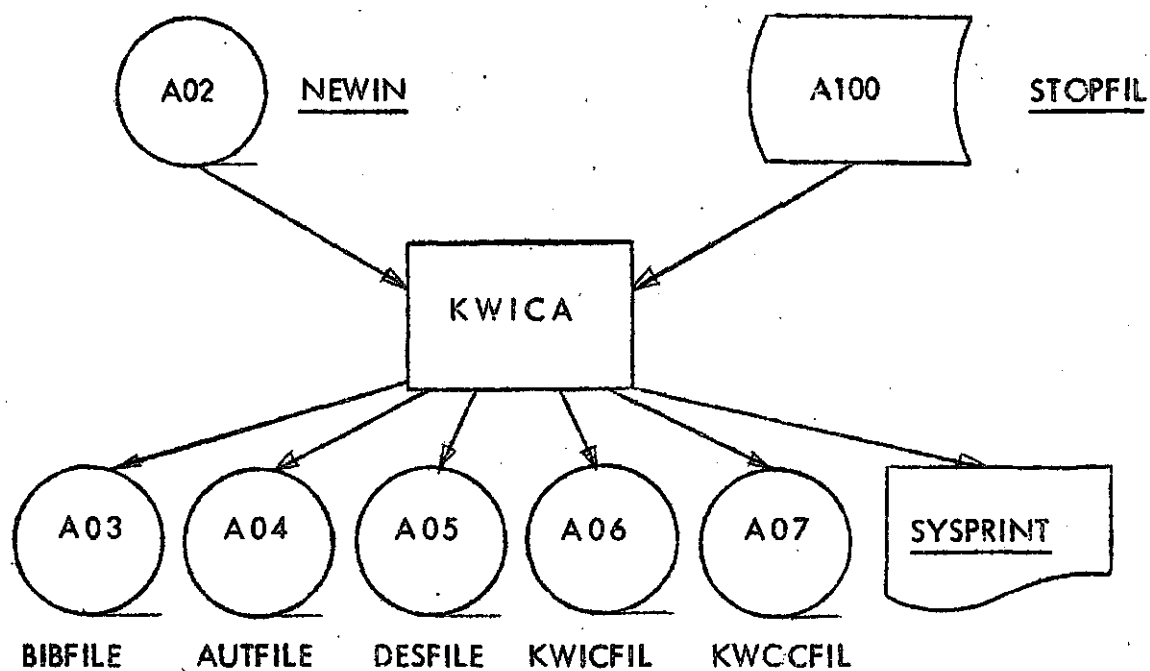 A02 NEWIN A100 STOPFIL
KWICA
A03 A04 A05 A06 A07 SYSPRINT
BIBFILE AUTFILE DESFILE KWICFIL KWCCFIL